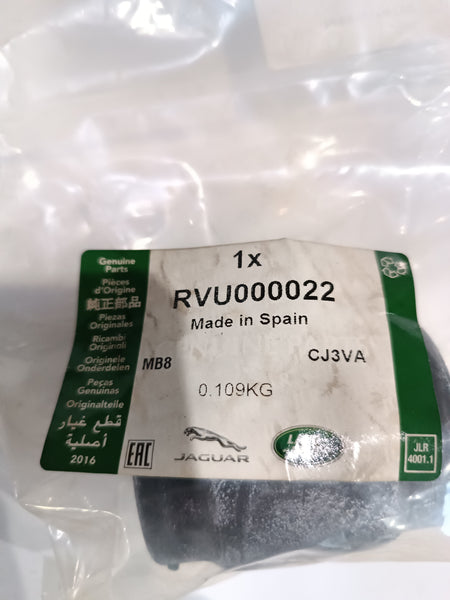 1x
RVU000022
Made in Spain
MB8
CJ3VA
0.109KG
Genuine
Parts
Pièces
d'Origine
純正部品
Piezas
Originales
Ricambi
Originali
Originele
Onderdelen
Peças
Genuinas
Originalteile
قطع غيار
أصلية
2016
EAC
JAGUAR
JLR
4001.1